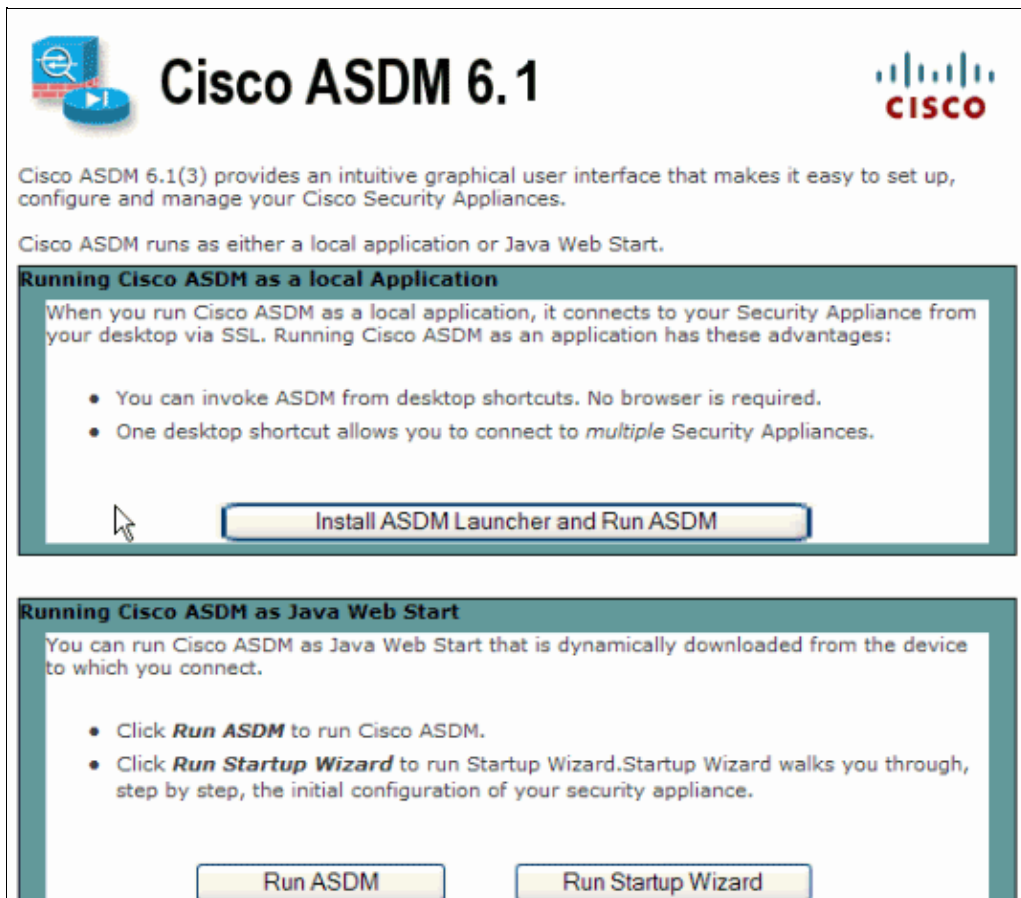 Cisco ASDM 6.1
CISCO
Cisco ASDM 6.1(3) provides an intuitive graphical user interface that makes it easy to set up,
configure and manage your Cisco Security Appliances.
Cisco ASDM runs as either a local application or Java Web Start.
Running Cisco ASDM as a local Application
When you run Cisco ASDM as a local application, it connects to your Security Appliance from
your desktop via SSL. Running Cisco ASDM as an application has these advantages:
• You can invoke ASDM from desktop shortcuts. No browser is required.
• One desktop shortcut allows you to connect to multiple Security Appliances.
Install ASDM Launcher and Run ASDM
Running Cisco ASDM as Java Web Start
You can run Cisco ASDM as Java Web Start that is dynamically downloaded from the device
to which you connect.
• Click Run ASDM to run Cisco ASDM.
• Click Run Startup Wizard to run Startup Wizard.Startup Wizard walks you through,
step by step, the initial configuration of your security appliance.
Run ASDM
Run Startup Wizard